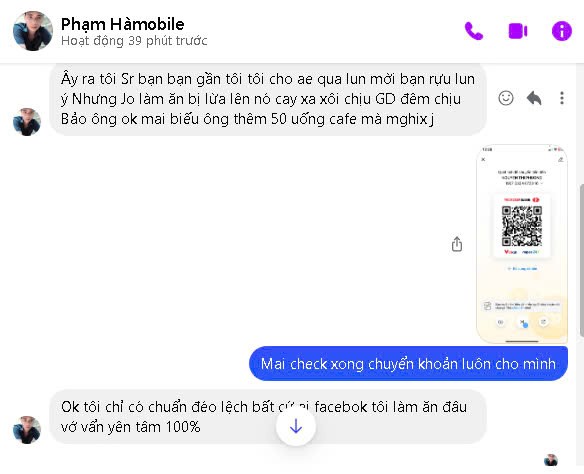 Phạm Hàmobile
Hoạt động 39 phút trước
Ây ra tôi Sr bạn bạn gần tôi tôi cho ae qua lun mời bạn rựu lun
ý Nhưng Jo làm ăn bị lừa lên nó cay xa xôi chịu GD đêm chịu
Bảo ông ok mai biếu ông thêm 50 uống cafe mà mghix j
Mai check xong chuyển khoản luôn cho mình
Ok tôi chỉ có chuẩn đéo lệch bất cứ ai facebok tôi làm ăn đâu
vớ vẩn yên tâm 100%